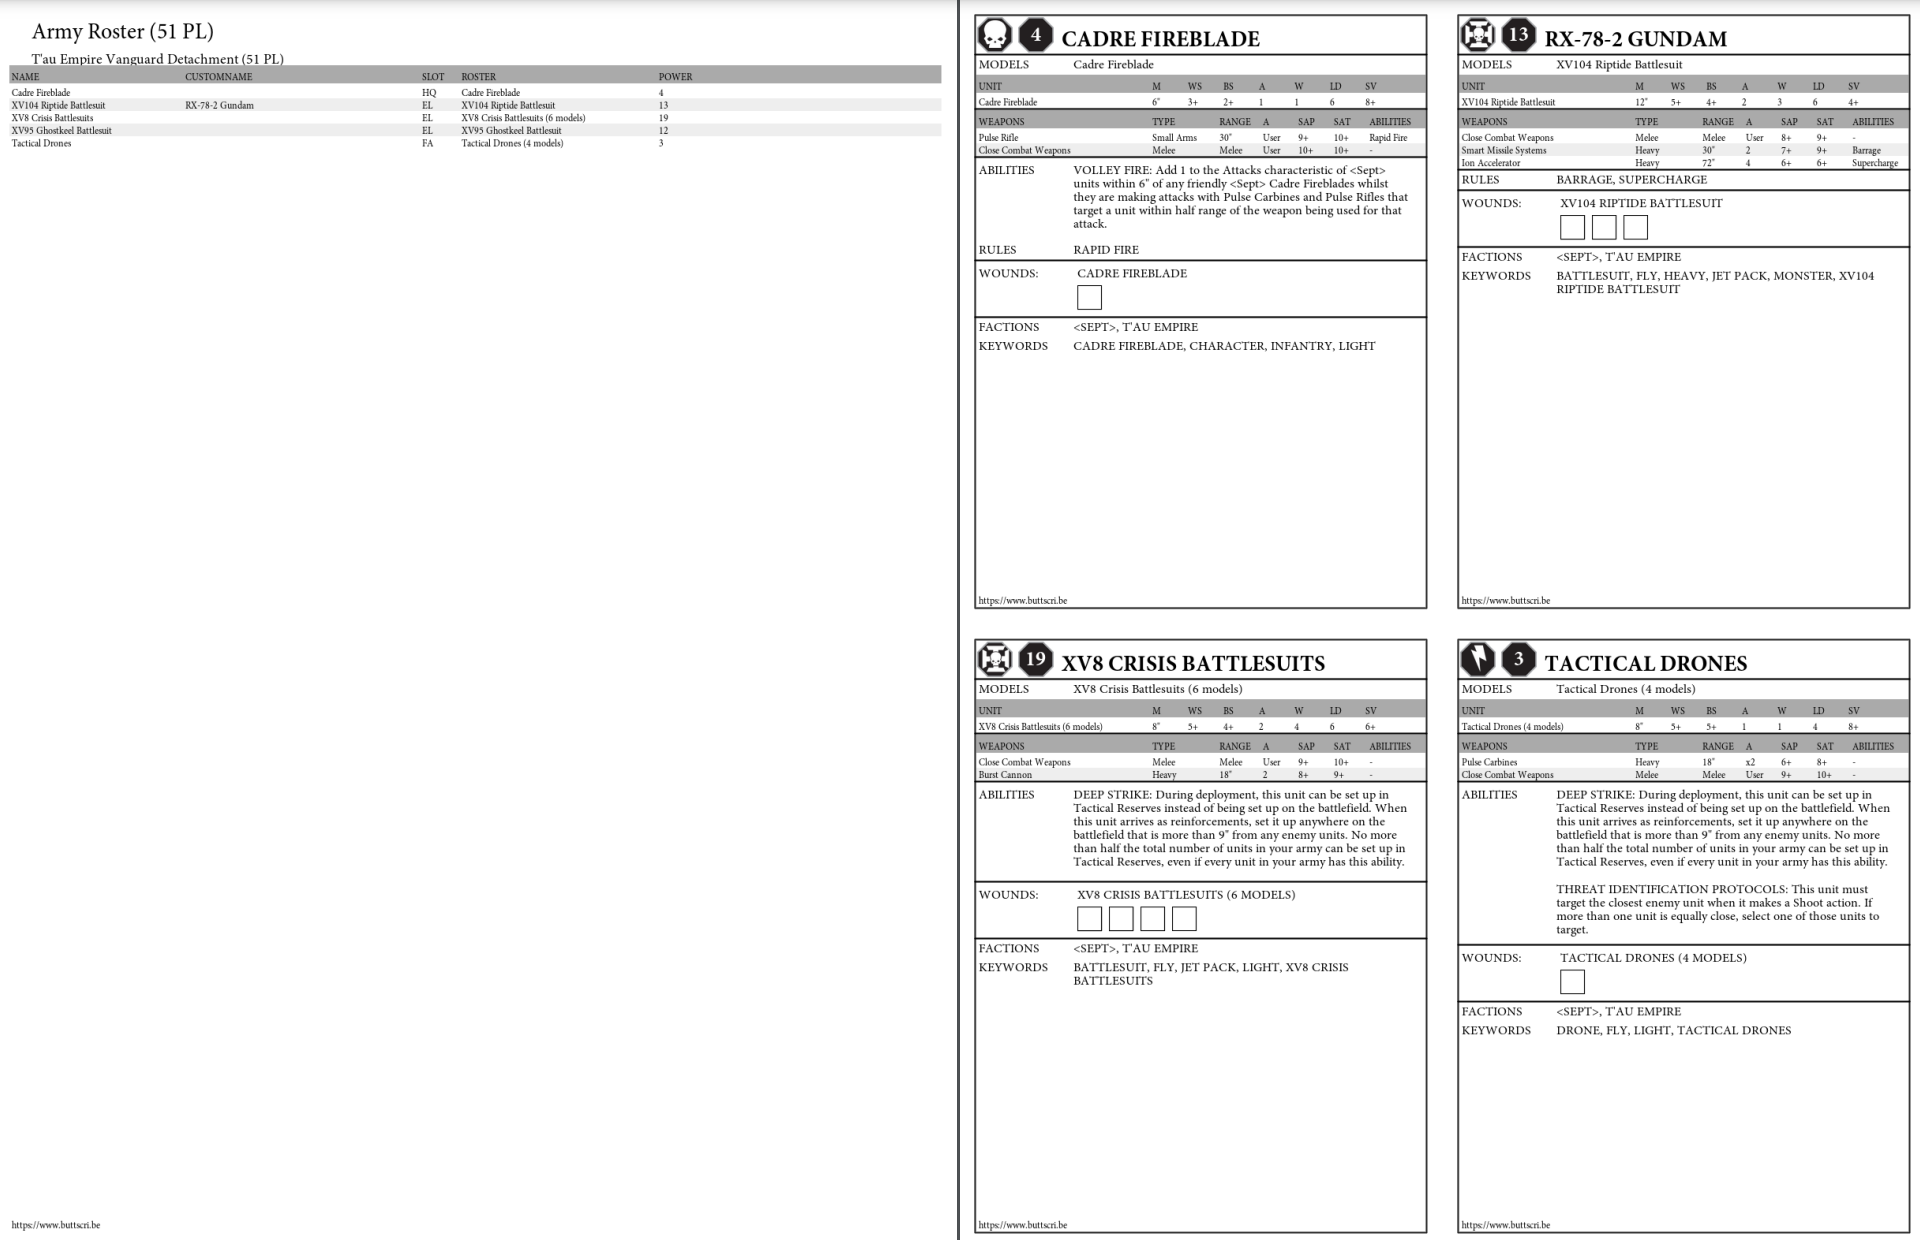 Army Roster (51 PL)
T'au Empire Vanguard Detachment (51 PL)
NAME CUSTOMNAME SLOT ROSTER POWER
Cadre Fireblade HQ Cadre Fireblade 4
XV104 Riptide Battlesuit RX-78-2 Gundam EL XV104 Riptide Battlesuit 13
XV8 Crisis Battlesuits EL XV8 Crisis Battlesuits (6 models) 19
XV95 Ghostkeel Battlesuit EL XV95 Ghostkeel Battlesuit 12
Tactical Drones FA Tactical Drones (4 models) 3
https://www.buttscri.be
4 CADRE FIREBLADE
MODELS Cadre Fireblade
UNIT M WS BS A W LD SV
Cadre Fireblade 6" 3+ 2+ 1 1 6 8+
WEAPONS TYPE RANGE A SAP SAT ABILITIES
Pulse Rifle Small Arms 30" User 9+ 10+ Rapid Fire
Close Combat Weapons Melee Melee User 10+ 10+ -
ABILITIES VOLLEY FIRE: Add 1 to the Attacks characteristic of <Sept>
units within 6" of any friendly <Sept> Cadre Fireblades whilst
they are making attacks with Pulse Carbines and Pulse Rifles that
target a unit within half range of the weapon being used for that
attack.
RULES RAPID FIRE
WOUNDS: CADRE FIREBLADE
FACTIONS <SEPT>, T'AU EMPIRE
KEYWORDS CADRE FIREBLADE, CHARACTER, INFANTRY, LIGHT
https://www.buttscri.be
13 RX-78-2 GUNDAM
MODELS XV104 Riptide Battlesuit
UNIT M WS BS A W LD SV
XV104 Riptide Battlesuit 12" 5+ 4+ 2 3 6 4+
WEAPONS TYPE RANGE A SAP SAT ABILITIES
Close Combat Weapons Melee Melee User 8+ 9+ -
Smart Missile Systems Heavy 30" 2 7+ 9+ Barrage
Ion Accelerator Heavy 72" 4 6+ 6+ Supercharge
RULES BARRAGE, SUPERCHARGE
WOUNDS: XV104 RIPTIDE BATTLESUIT
FACTIONS <SEPT>, T'AU EMPIRE
KEYWORDS BATTLESUIT, FLY, HEAVY, JET PACK, MONSTER, XV104
RIPTIDE BATTLESUIT
https://www.buttscri.be
19 XV8 CRISIS BATTLESUITS
MODELS XV8 Crisis Battlesuits (6 models)
UNIT M WS BS A W LD SV
XV8 Crisis Battlesuits (6 models) 8" 5+ 4+ 2 4 6 6+
WEAPONS TYPE RANGE A SAP SAT ABILITIES
Close Combat Weapons Melee Melee User 9+ 10+ -
Burst Cannon Heavy 18" 2 8+ 9+ -
ABILITIES DEEP STRIKE: During deployment, this unit can be set up in
Tactical Reserves instead of being set up on the battlefield. When
this unit arrives as reinforcements, set it up anywhere on the
battlefield that is more than 9" from any enemy units. No more
than half the total number of units in your army can be set up in
Tactical Reserves, even if every unit in your army has this ability.
WOUNDS: XV8 CRISIS BATTLESUITS (6 MODELS)
FACTIONS <SEPT>, T'AU EMPIRE
KEYWORDS BATTLESUIT, FLY, JET PACK, LIGHT, XV8 CRISIS
BATTLESUITS
https://www.buttscri.be
3 TACTICAL DRONES
MODELS Tactical Drones (4 models)
UNIT M WS BS A W LD SV
Tactical Drones (4 models) 8" 5+ 5+ 1 1 4 8+
WEAPONS TYPE RANGE A SAP SAT ABILITIES
Pulse Carbines Heavy 18" x2 6+ 8+ -
Close Combat Weapons Melee Melee User 9+ 10+ -
ABILITIES DEEP STRIKE: During deployment, this unit can be set up in
Tactical Reserves instead of being set up on the battlefield. When
this unit arrives as reinforcements, set it up anywhere on the
battlefield that is more than 9" from any enemy units. No more
than half the total number of units in your army can be set up in
Tactical Reserves, even if every unit in your army has this ability.
THREAT IDENTIFICATION PROTOCOLS: This unit must
target the closest enemy unit when it makes a Shoot action. If
more than one unit is equally close, select one of those units to
target.
WOUNDS: TACTICAL DRONES (4 MODELS)
FACTIONS <SEPT>, T'AU EMPIRE
KEYWORDS DRONE, FLY, LIGHT, TACTICAL DRONES
https://www.buttscri.be